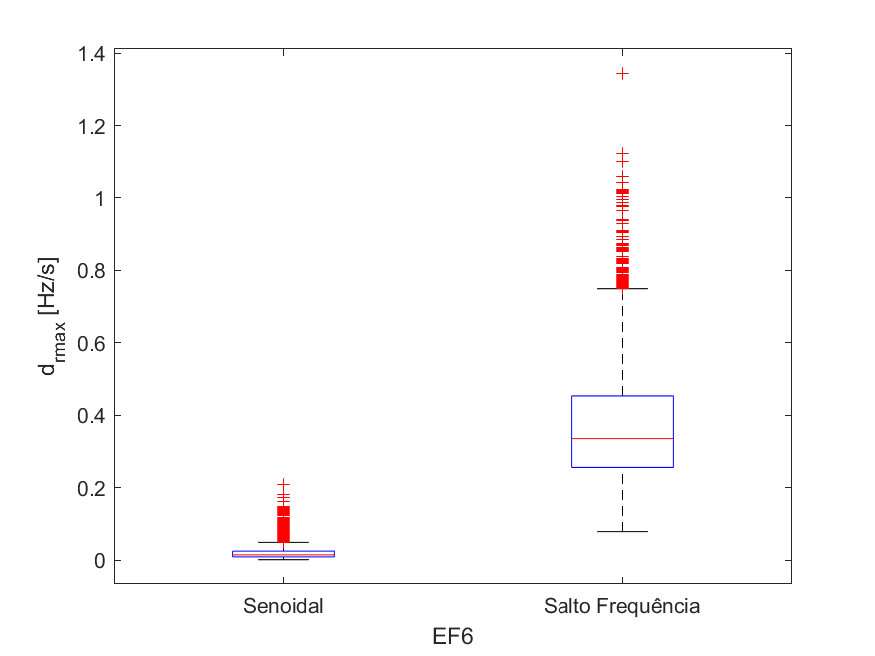 1.4
1.2
1
0.8
0.6
0.4
0.2
0
d_rmax [Hz/s]
Senoidal
Salto Frequência
EF6